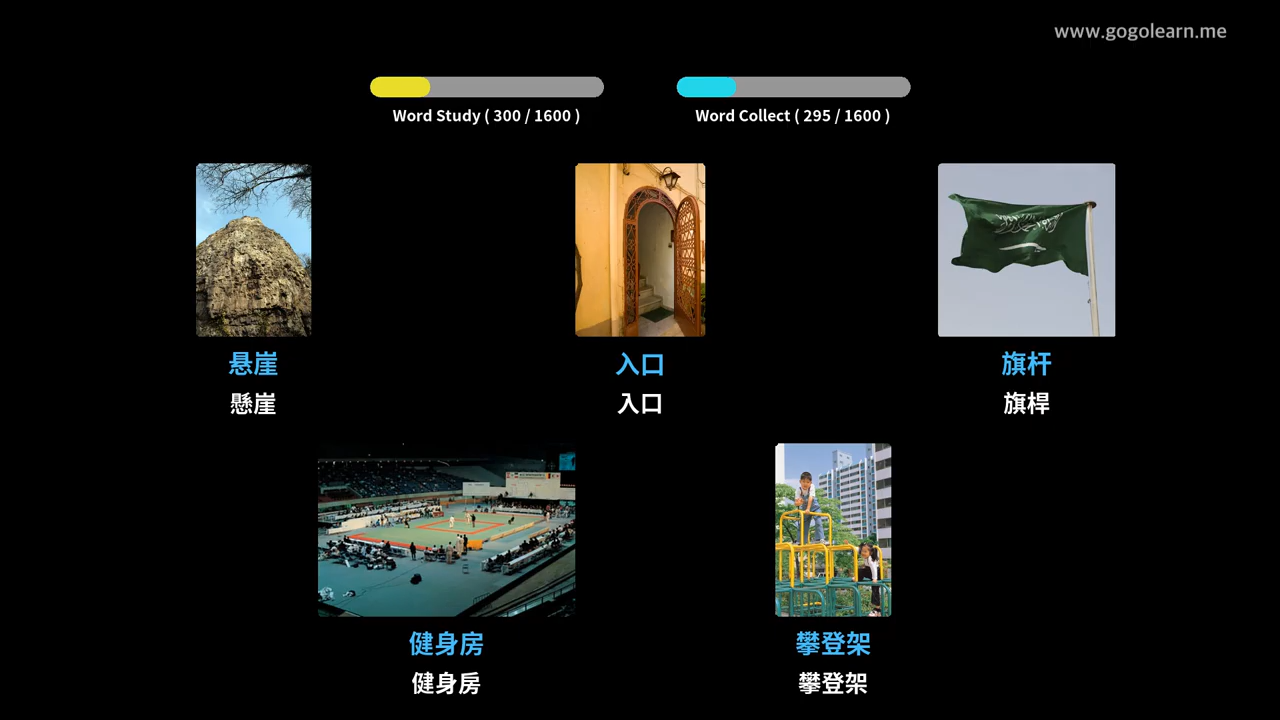 www.gogolearn.me
Word Study ( 300 / 1600 )
Word Collect ( 295 / 1600 )
悬崖
懸崖
入口
入口
旗杆
旗桿
健身房
健身房
攀登架
攀登架